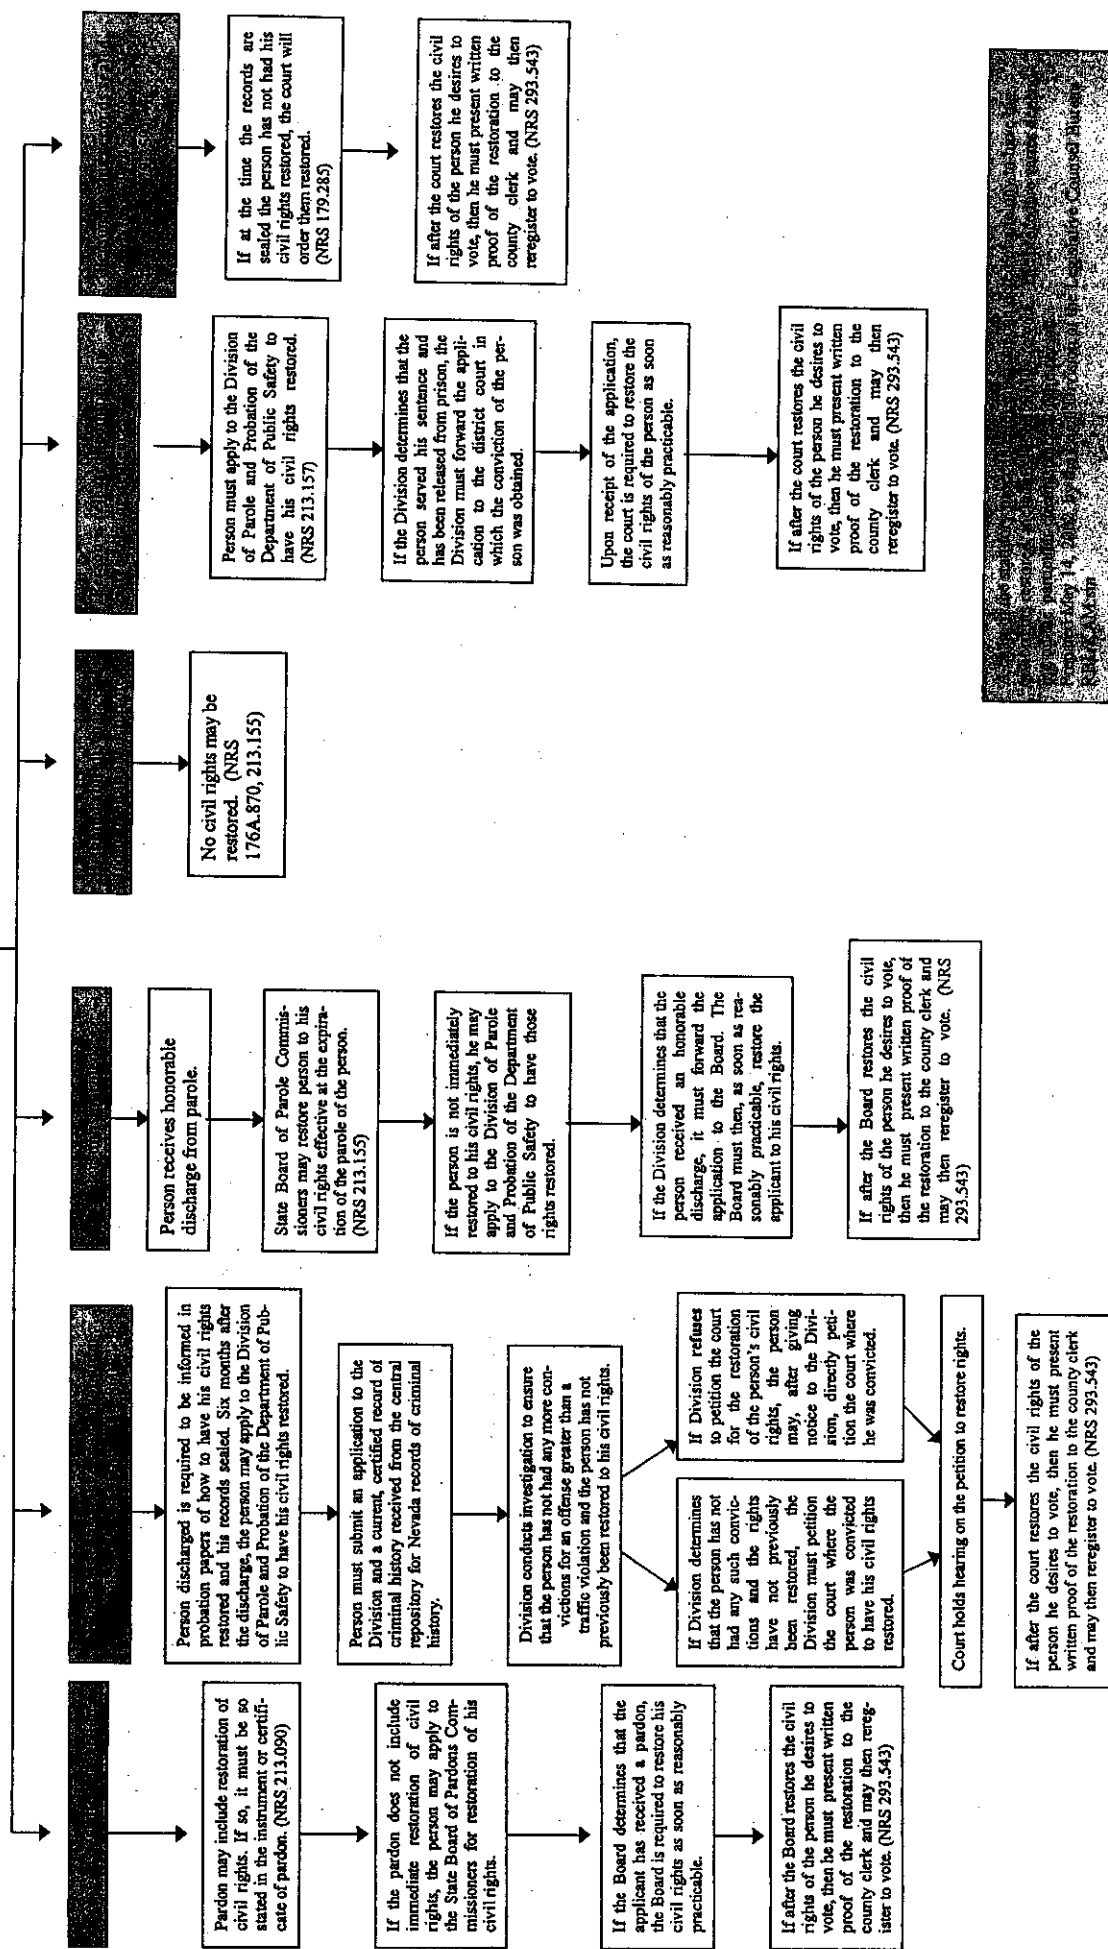 Pardon may include restoration of
civil rights. If so, it must be so
stated in the instrument or certifi-
cate of pardon. (NRS 213.090)
If the pardon does not include
immediate restoration of civil
rights, the person may apply to
the State Board of Pardons Com-
missioners for restoration of his
civil rights.
If the Board determines that the
applicant has received a pardon,
the Board is required to restore his
civil rights as soon as reasonably
practicable.
If after the Board restores the civil
rights of the person he desires to
vote, then he must present written
proof of the restoration to the
county clerk and may then rereg-
ister to vote. (NRS 293.543)
Person discharged is required to be informed in
probation papers of how to have his civil rights
restored and his records sealed. Six months after
the discharge, the person may apply to the Division
of Parole and Probation of the Department of Pub-
lic Safety to have his civil rights restored.
Person must submit an application to the
Division and a current, certified record of
criminal history received from the central
repository for Nevada records of criminal
history.
Division conducts investigation to ensure
that the person has not had any more con-
victions for an offense greater than a
traffic violation and the person has not
previously been restored to his civil rights.
If Division determines
that the person has not
had any such convic-
tions and the rights
have not previously
been restored, the
Division must petition
the court where the
person was convicted
to have his civil rights
restored.
If Division refuses
to petition the court
for the restoration
of the person's civil
rights, the person
may, after giving
notice to the Divi-
sion, directly peti-
tion the court where
he was convicted.
Court holds hearing on the petition to restore rights.
If after the court restores the civil rights of the
person he desires to vote, then he must present
written proof of the restoration to the county clerk
and may then reregister to vote. (NRS 293.543)
Person receives honorable
discharge from parole.
State Board of Parole Commis-
sioners may restore person to his
civil rights effective at the expira-
tion of the parole of the person.
(NRS 213.155)
If the person is not immediately
restored to his civil rights, he may
apply to the Division of Parole
and Probation of the Department
of Public Safety to have those
rights restored.
If the Division determines that the
person received an honorable
discharge, it must forward the
application to the Board. The
Board must then, as soon as rea-
sonably practicable, restore the
applicant to his civil rights.
If after the Board restores the civil
rights of the person he desires to vote,
then he must present written proof of
the restoration to the county clerk and
may then reregister to vote. (NRS
293.543)
No civil rights may be
restored. (NRS
176A.870, 213.155)
Person must apply to the Division
of Parole and Probation of the
Department of Public Safety to
have his civil rights restored.
(NRS 213.157)
If the Division determines that the
person served his sentence and
has been released from prison, the
Division must forward the appli-
cation to the district court in
which the conviction of the per-
son was obtained.
Upon receipt of the application,
the court is required to restore the
civil rights of the person as soon
as reasonably practicable.
If after the court restores the civil
rights of the person he desires to
vote, then he must present written
proof of the restoration to the
county clerk and may then
reregister to vote. (NRS 293.543)
If at the time the records are
sealed the person has not had his
civil rights restored, the court will
order them restored.
(NRS 179.285)
If after the court restores the civil
rights of the person he desires to
vote, then he must present written
proof of the restoration to the
county clerk and may then
reregister to vote. (NRS 293.543)
Prepared May 14, of the Legislative Counsel Bureau